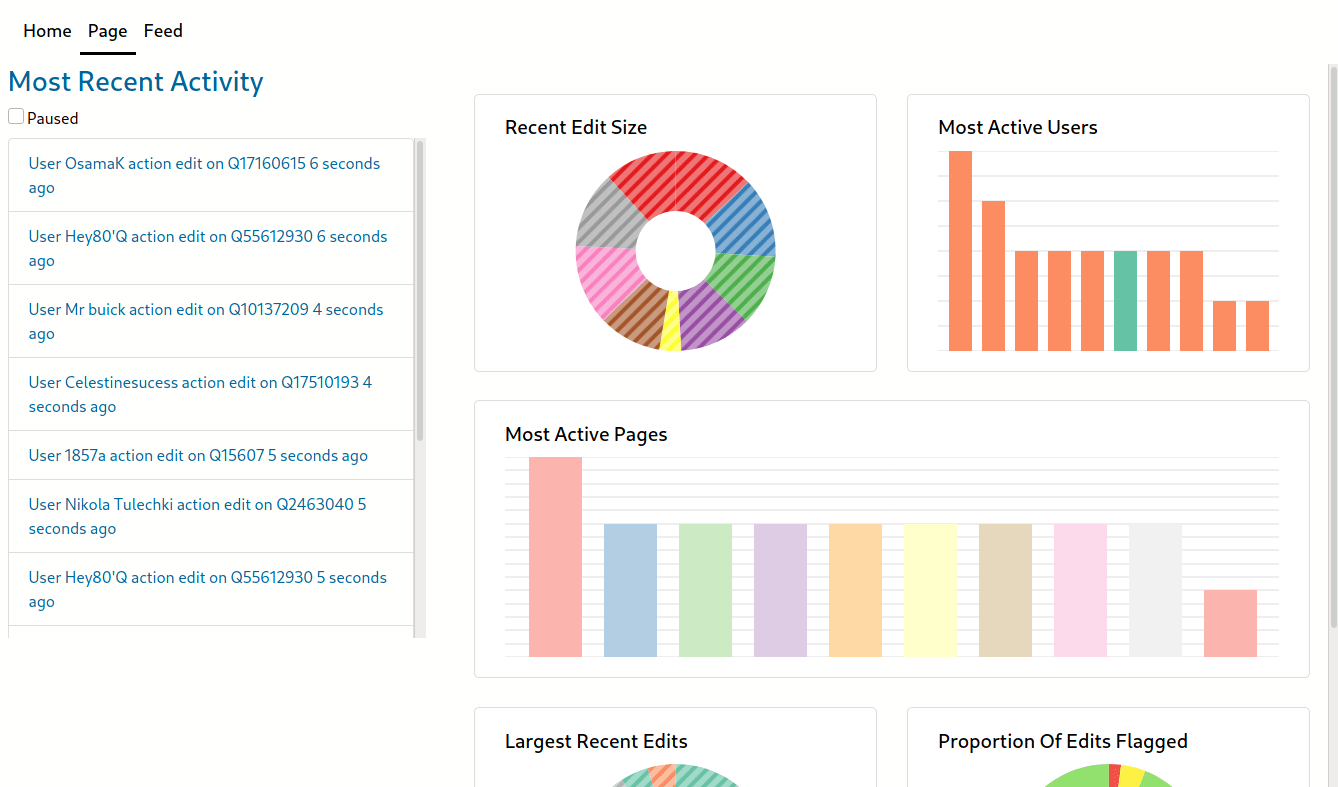 Home Page Feed
Most Recent Activity
Paused
User OsamaK action edit on Q17160615 6 seconds
ago
User Hey80'Q action edit on Q55612930 6 seconds
ago
User Mr buick action edit on Q10137209 4 seconds
ago
User Celestinesucess action edit on Q17510193 4
seconds ago
User 1857a action edit on Q15607 5 seconds ago
User Nikola Tulechki action edit on Q2463040 5
seconds ago
User Hey80'Q action edit on Q55612930 5 seconds
ago
Recent Edit Size
Most Active Users
Most Active Pages
Largest Recent Edits
Proportion Of Edits Flagged